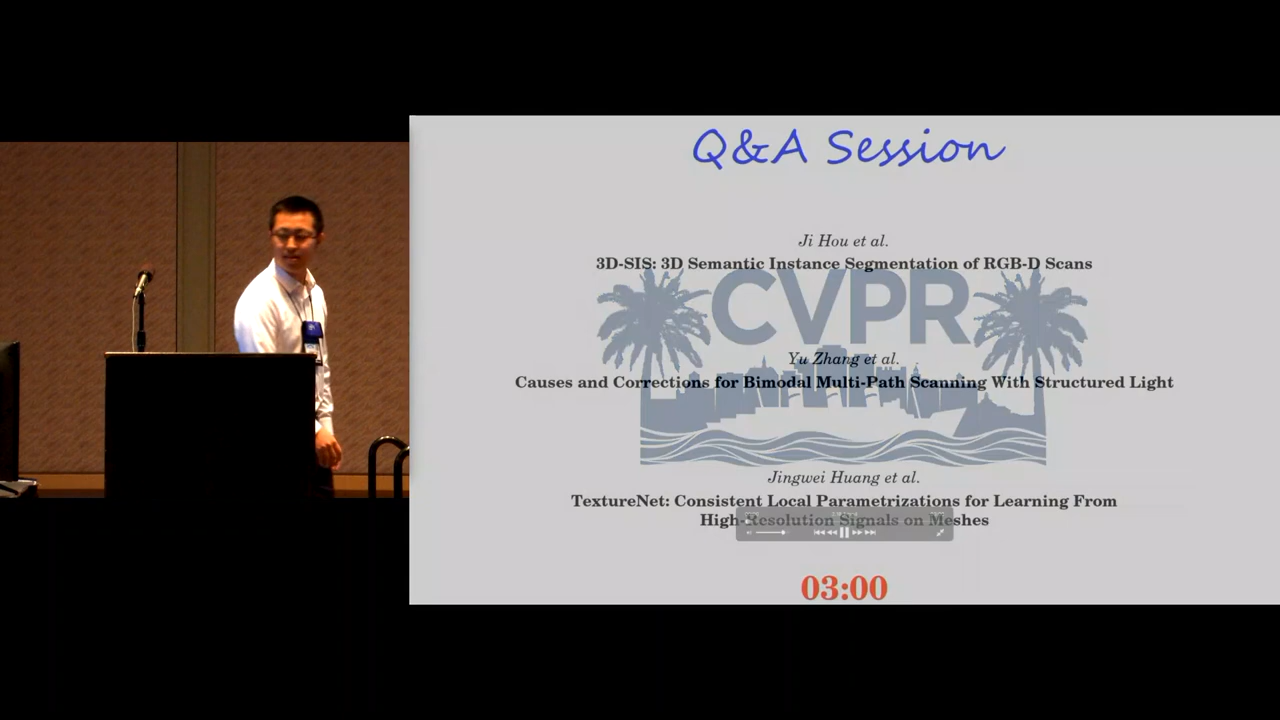 Q&A Session
Ji Hou et al.
3D-SIS: 3D Semantic Instance Segmentation of RGB-D Scans
CVPR
Yu Zhang et al.
Causes and Corrections for Bimodal Multi-Path Scanning With Structured Light
Jingwei Huang et al.
TextureNet: Consistent Local Parametrizations for Learning From
High-Resolution Signals on Meshes
03:00